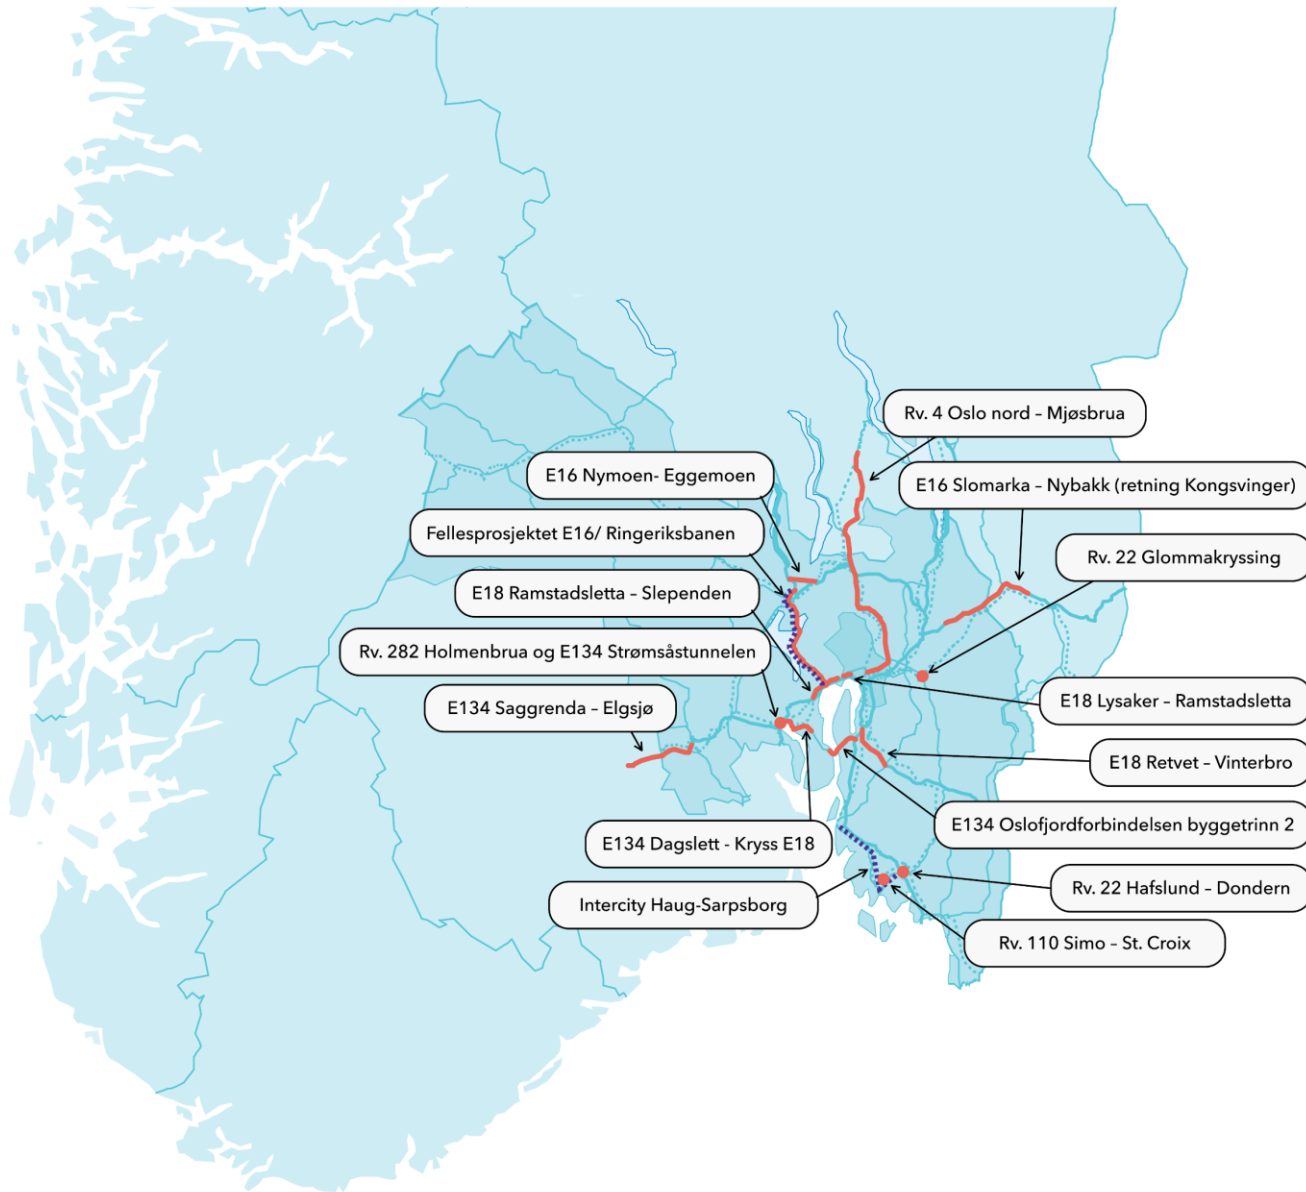 Rv. 4 Oslo nord – Mjøsbrua
E16 Nymoen- Eggemoen
E16 Slomarka – Nybakk (retning Kongsvinger)
Fellesprosjektet E16/ Ringeriksbanen
Rv. 22 Glommakryssing
E18 Ramstadsletta – Slependen
Rv. 282 Holmenbrua og E134 Strømsåstunnelen
E18 Lysaker – Ramstadsletta
E134 Saggrenda – Elgsjø
E18 Retvet – Vinterbro
E134 Oslofjordforbindelsen byggetrinn 2
E134 Dagslett - Kryss E18
Rv. 22 Hafslund – Dondern
Intercity Haug-Sarpsborg
Rv. 110 Simo – St. Croix